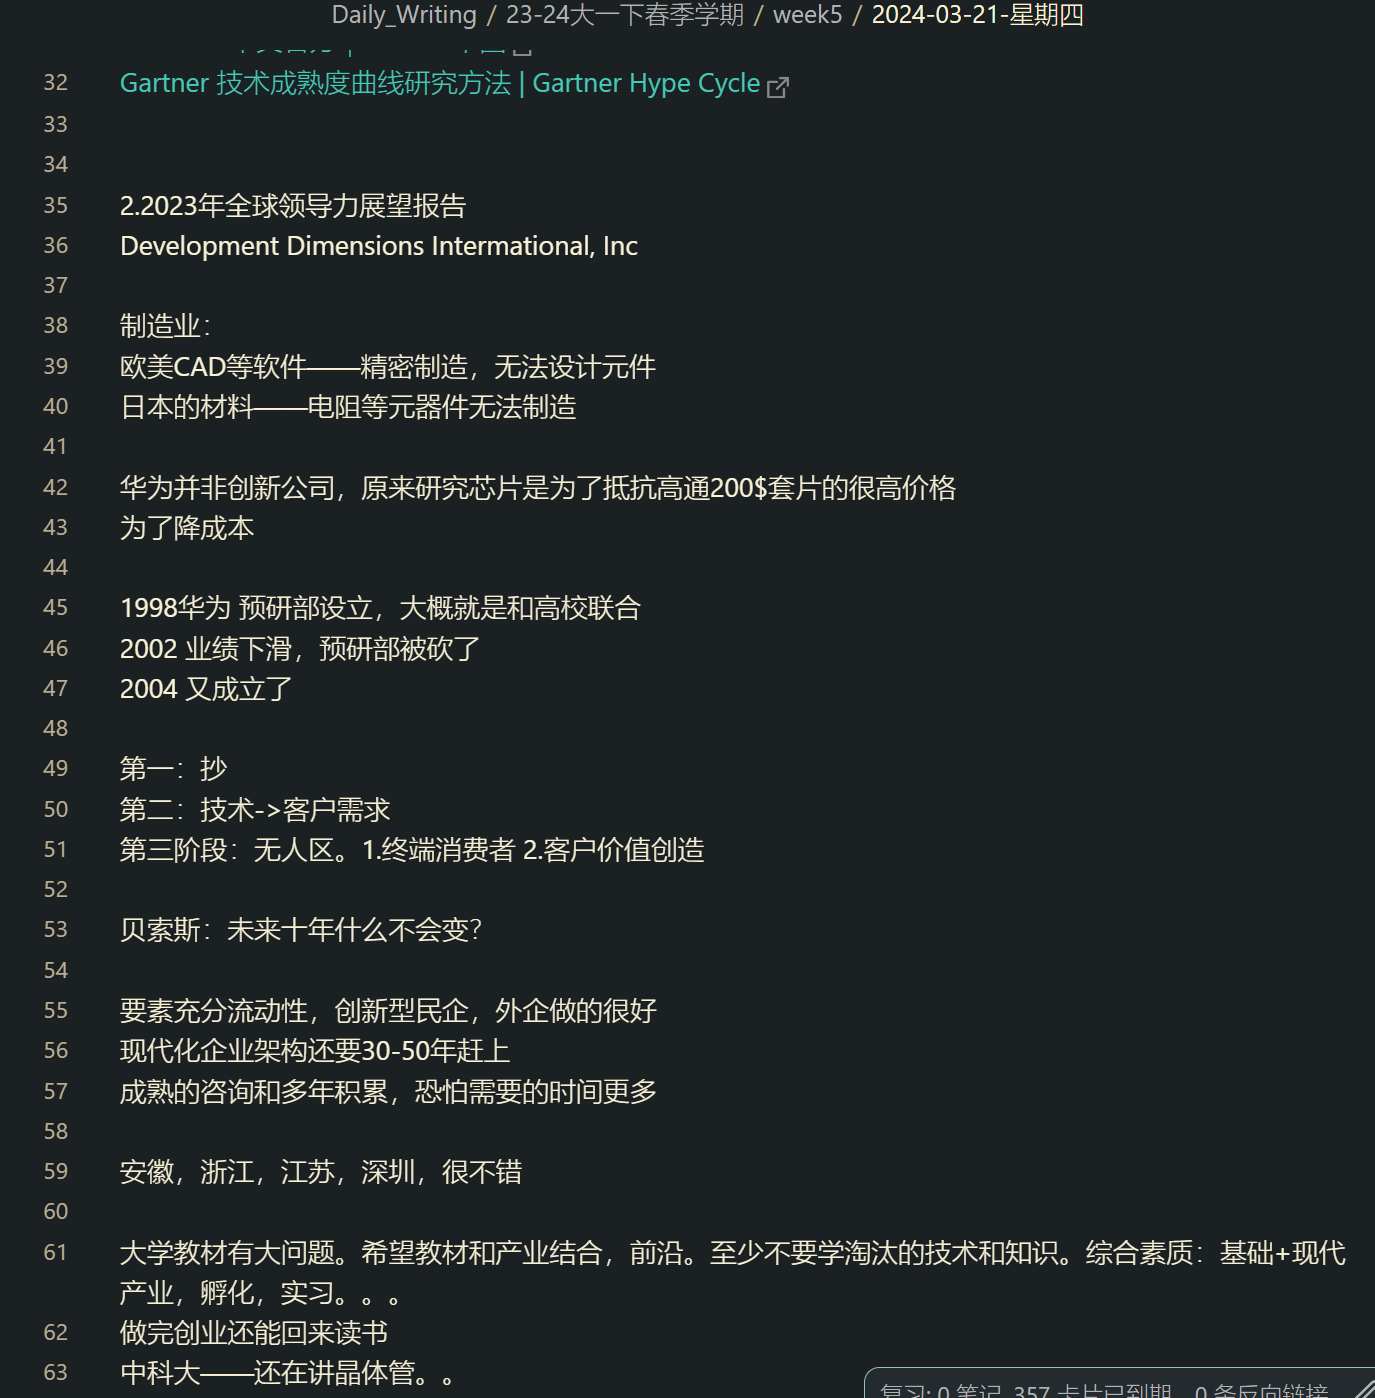 Daily_Writing / 23-24大一下春季学期 / week5 / 2024-03-21-星期四
32 Gartner 技术成熟度曲线研究方法 | Gartner Hype Cycle
33
34
35 2.2023年全球领导力展望报告
36 Development Dimensions Intermational, Inc
37
38 制造业：
39 欧美CAD等软件——精密制造，无法设计元件
40 日本的材料——电阻等元器件无法制造
41
42 华为并非创新公司，原来研究芯片是为了抵抗高通200$套片的很高价格
43 为了降成本
44
45 1998华为 预研部设立，大概就是和高校联合
46 2002 业绩下滑，预研部被砍了
47 2004 又成立了
48
49 第一：抄
50 第二：技术->客户需求
51 第三阶段：无人区。1.终端消费者 2.客户价值创造
52
53 贝索斯：未来十年什么不会变？
54
55 要素充分流动性，创新型民企，外企做的很好
56 现代化企业架构还要30-50年赶上
57 成熟的咨询和多年积累，恐怕需要的时间更多
58
59 安徽，浙江，江苏，深圳，很不错
60
61 大学教材有大问题。希望教材和产业结合，前沿。至少不要学淘汰的技术和知识。综合素质：基础+现代
产业，孵化，实习。。。
62 做完创业还能回来读书
63 中科大——还在讲晶体管。。
复习: 0 笔记, 357 卡片已到期 0 条反向链接